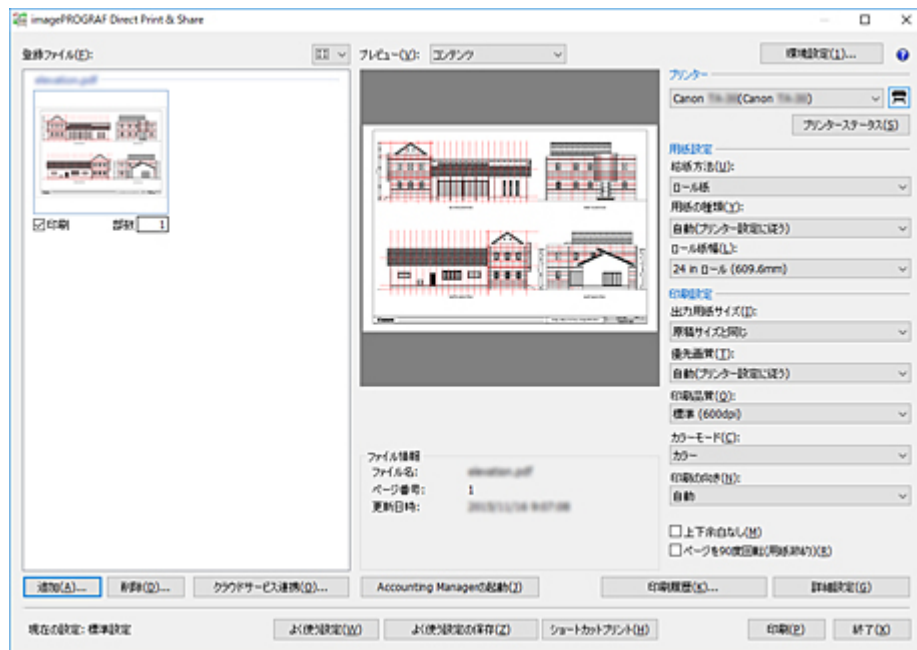 imagePROGRAF Direct Print & Share
登録ファイル(E):
プレビュー(V): コンテンツ
環境設定(1)...
elevation.pdf
印刷 部数 1
ファイル情報
ファイル名: elevation.pdf
ページ番号: 1
更新日時:
プリンター
Canon (Canon )
プリンターステータス(S)
用紙設定
給紙方法(U):
ロール紙
用紙の種類(Y):
自動(プリンター設定に従う)
ロール紙幅(L):
24 in ロール (609.6mm)
印刷設定
出力用紙サイズ(I):
原稿サイズと同じ
優先画質(T):
自動(プリンター設定に従う)
印刷品質(Q):
標準 (600dpi)
カラーモード(C):
カラー
印刷の向き(N):
自動
上下余白なし(M)
ページを90度回転(用紙節約)(R)
追加(A)... 削除(D)... クラウドサービス連携(O)... Accounting Managerの起動(J) 印刷履歴(K)... 詳細設定(G)
現在の設定: 標準設定 よく使う設定(W) よく使う設定の保存(Z) ショートカットプリント(H) 印刷(P) 終了(X)